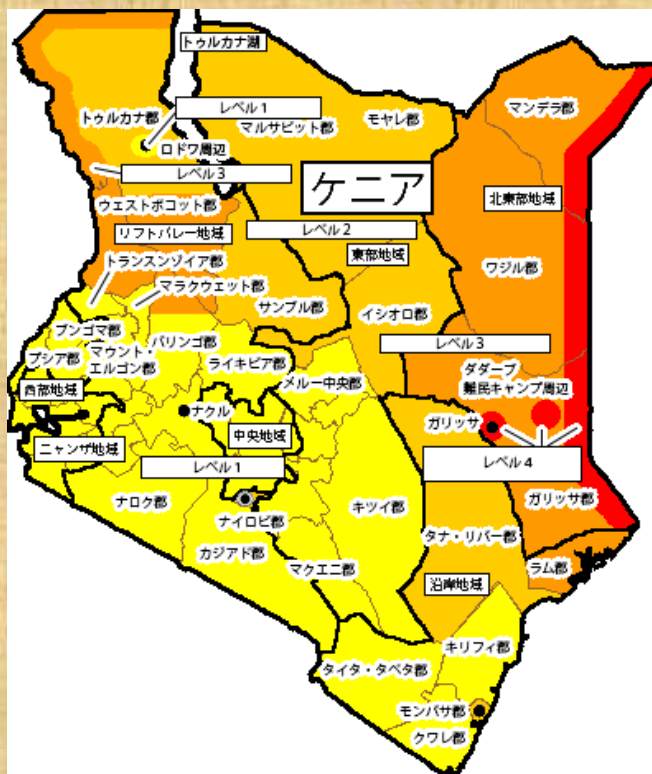 トゥルカナ湖
マンデラ郡
レベル1
トゥルカナ郡
マルサビット郡
モヤレ郡
ロドワ周辺
レベル3
ケニア
北東部地域
ウェストポコット郡
リフトバレー地域
レベル2
東部地域
トランスンゾイア郡
ワジル郡
マラクウェット郡
サンブル郡
イシオロ郡
ブンゴマ郡
バリンゴ郡
レベル3
ブシア郡
マウント・
エルゴン郡
ライキピア郡
ダダーブ
難民キャンプ周辺
メルー中央郡
西部地域
ナクル
ガリッサ
中央地域
ニャンザ地域
レベル1
レベル4
ナロク郡
キツイ郡
ガリッサ郡
ナイロビ郡
タナ・リバー郡
カジアド郡
マクエニ郡
ラム郡
沿岸地域
キリフィ郡
タイタ・タベタ郡
モンバサ郡
クワレ郡